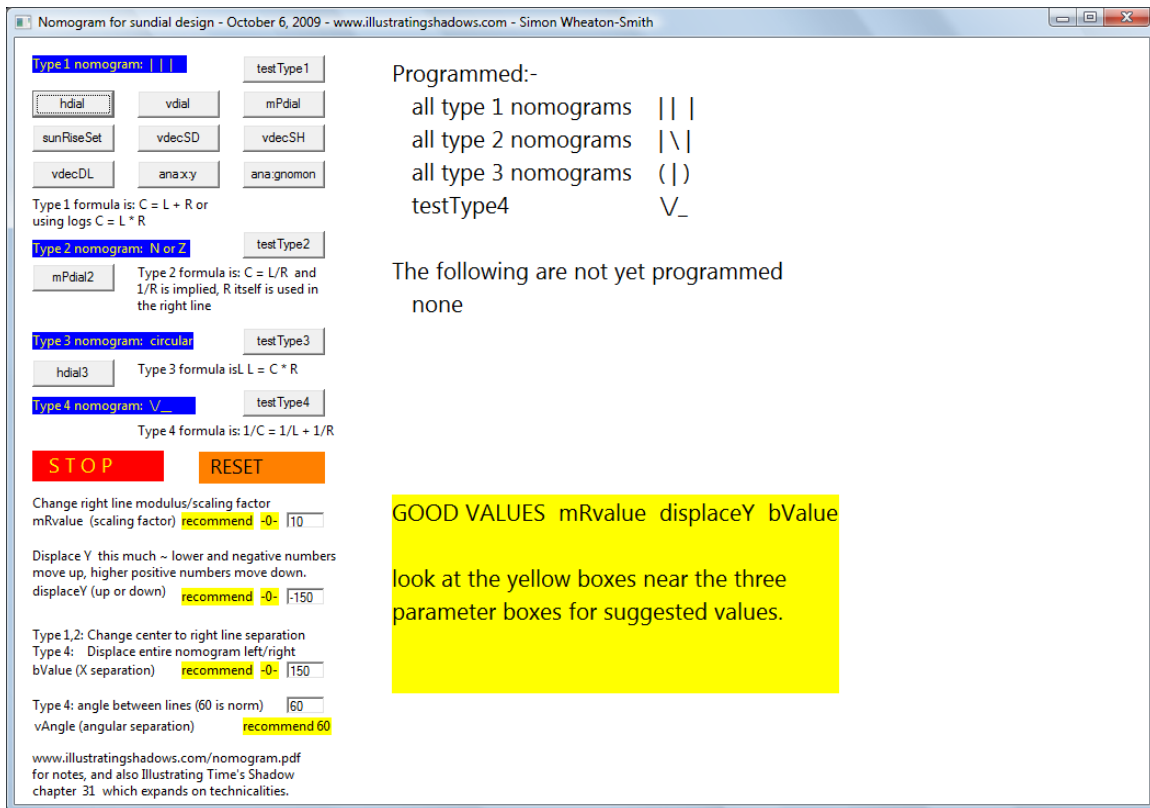 Nomogram for sundial design - October 6, 2009 - www.illustratingshadows.com - Simon Wheaton-Smith
Type 1 nomogram: | | |
testType1
hdial
vdial
mPdial
sunRiseSet
vdecSD
vdecSH
vdecDL
ana:x:y
ana:gnomon
Type 1 formula is: C = L + R or
using logs C = L * R
Type 2 nomogram: N or Z
testType2
mPdial2
Type 2 formula is: C = L/R and
1/R is implied, R itself is used in
the right line
Type 3 nomogram: circular
testType3
hdial3
Type 3 formula isL L = C * R
Type 4 nomogram: \/__
testType4
Type 4 formula is: 1/C = 1/L + 1/R
S T O P
RESET
Change right line modulus/scaling factor
mRvalue (scaling factor) recommend -0- 10
Displace Y this much ~ lower and negative numbers
move up, higher positive numbers move down.
displaceY (up or down) recommend -0- -150
Type 1,2: Change center to right line separation
Type 4: Displace entire nomogram left/right
bValue (X separation) recommend -0- 150
Type 4: angle between lines (60 is norm) 60
vAngle (angular separation) recommend 60
www.illustratingshadows.com/nomogram.pdf
for notes, and also Illustrating Time's Shadow
chapter 31 which expands on technicalities.
Programmed:-
all type 1 nomograms | | |
all type 2 nomograms | \ |
all type 3 nomograms ( | )
testType4 \/_
The following are not yet programmed
none
GOOD VALUES mRvalue displaceY bValue
look at the yellow boxes near the three
parameter boxes for suggested values.